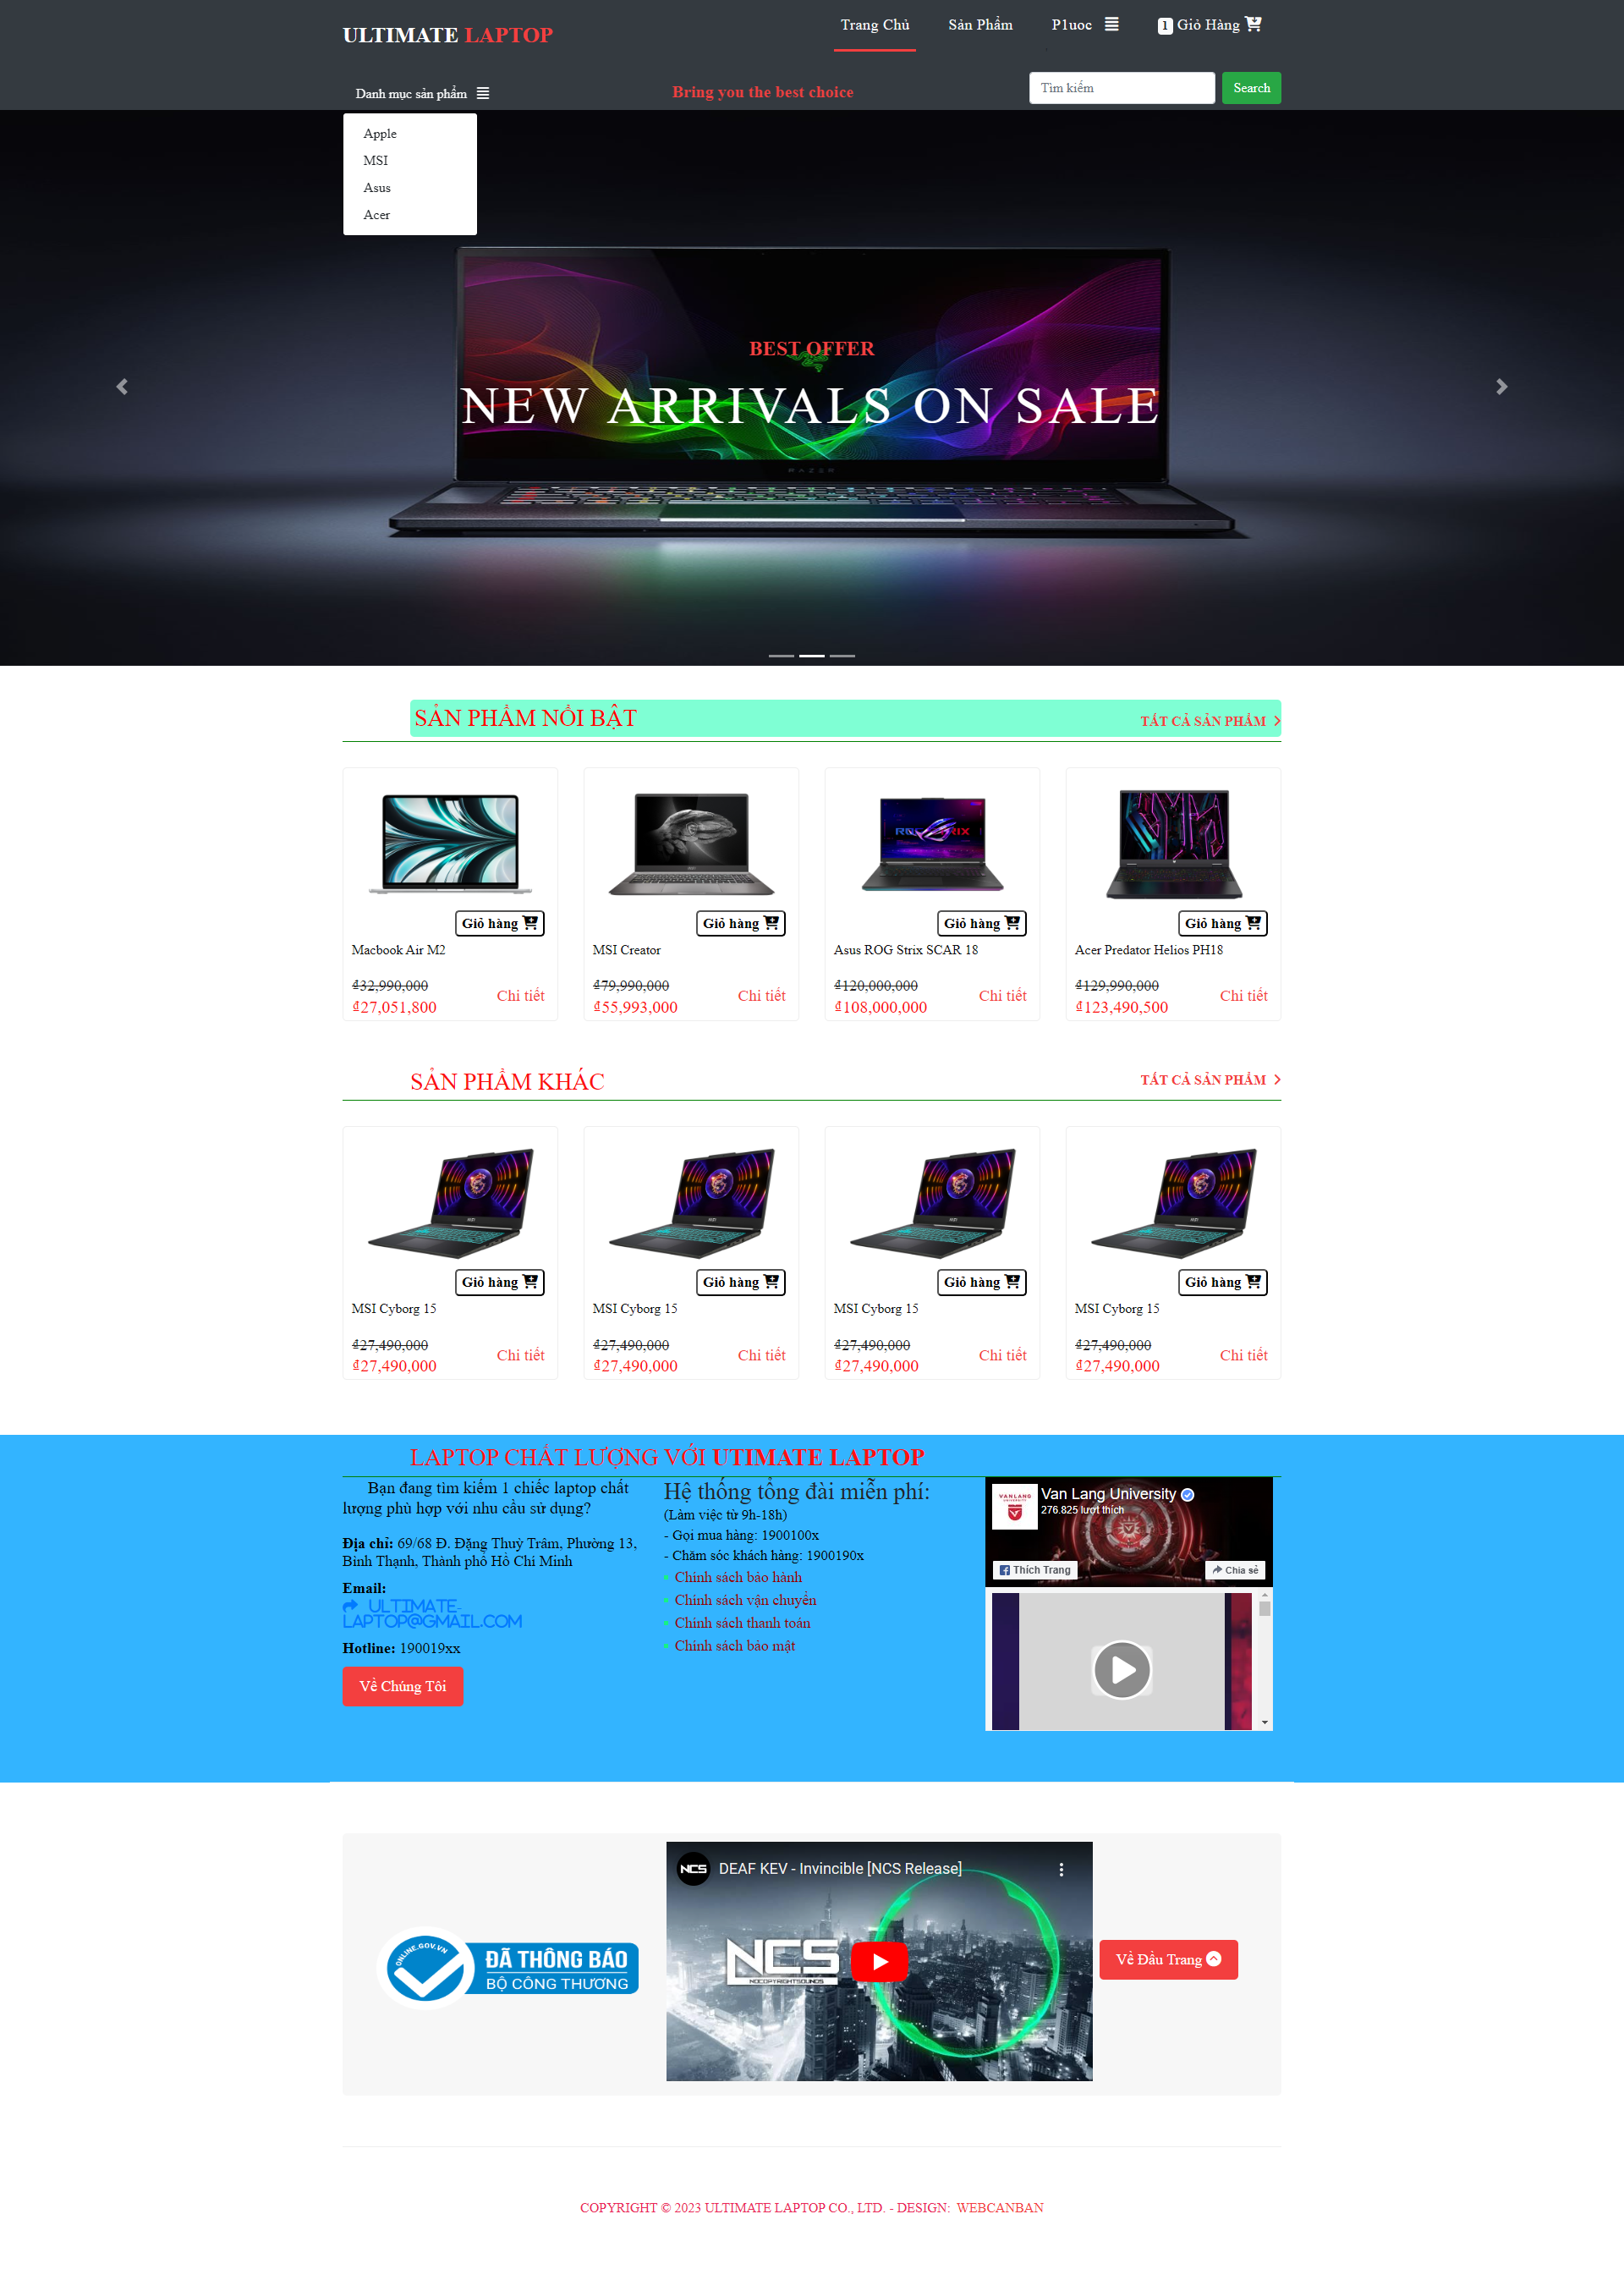 ULTIMATE LAPTOP
Trang Chủ
Sản Phẩm
P1uoc
1 Giỏ Hàng
Danh mục sản phẩm
Bring you the best choice
Tìm kiếm
Search
Apple
MSI
Asus
Acer
BEST OFFER
NEW ARRIVALS ON SALE
RAZER
SẢN PHẨM NỔI BẬT
TẤT CẢ SẢN PHẨM
Giỏ hàng
Giỏ hàng
Giỏ hàng
Giỏ hàng
Macbook Air M2
MSI Creator
Asus ROG Strix SCAR 18
Acer Predator Helios PH18
₫32,990,000
₫79,990,000
₫120,000,000
₫129,990,000
Chi tiết
Chi tiết
Chi tiết
Chi tiết
₫27,051,800
₫55,993,000
₫108,000,000
₫123,490,500
SẢN PHẨM KHÁC
TẤT CẢ SẢN PHẨM
Giỏ hàng
Giỏ hàng
Giỏ hàng
Giỏ hàng
MSI Cyborg 15
MSI Cyborg 15
MSI Cyborg 15
MSI Cyborg 15
₫27,490,000
₫27,490,000
₫27,490,000
₫27,490,000
Chi tiết
Chi tiết
Chi tiết
Chi tiết
₫27,490,000
₫27,490,000
₫27,490,000
₫27,490,000
LAPTOP CHẤT LƯỢNG VỚI UTIMATE LAPTOP
Bạn đang tìm kiếm 1 chiếc laptop chất
lượng phù hợp với nhu cầu sử dụng?
Địa chỉ: 69/68 Đ. Đặng Thuỳ Trâm, Phường 13,
Bình Thạnh, Thành phố Hồ Chí Minh
Email:
ULTIMATE-
LAPTOP@GMAIL.COM
Hotline: 190019xx
Về Chúng Tôi
Hệ thống tổng đài miễn phí:
(Làm việc từ 9h-18h)
- Gọi mua hàng: 1900100x
- Chăm sóc khách hàng: 1900190x
Chính sách bảo hành
Chính sách vận chuyển
Chính sách thanh toán
Chính sách bảo mật
VAN LANG
UNIVERSITY
Van Lang University
276.825 lượt thích
Thích Trang
Chia sẻ
ONLINE.GOV.VN
ĐÃ THÔNG BÁO
BỘ CÔNG THƯƠNG
NCS
DEAF KEV - Invincible [NCS Release]
NCS
NOCOPYRIGHTSOUNDS
Về Đầu Trang
COPYRIGHT © 2023 ULTIMATE LAPTOP CO., LTD. - DESIGN: WEBCANBAN